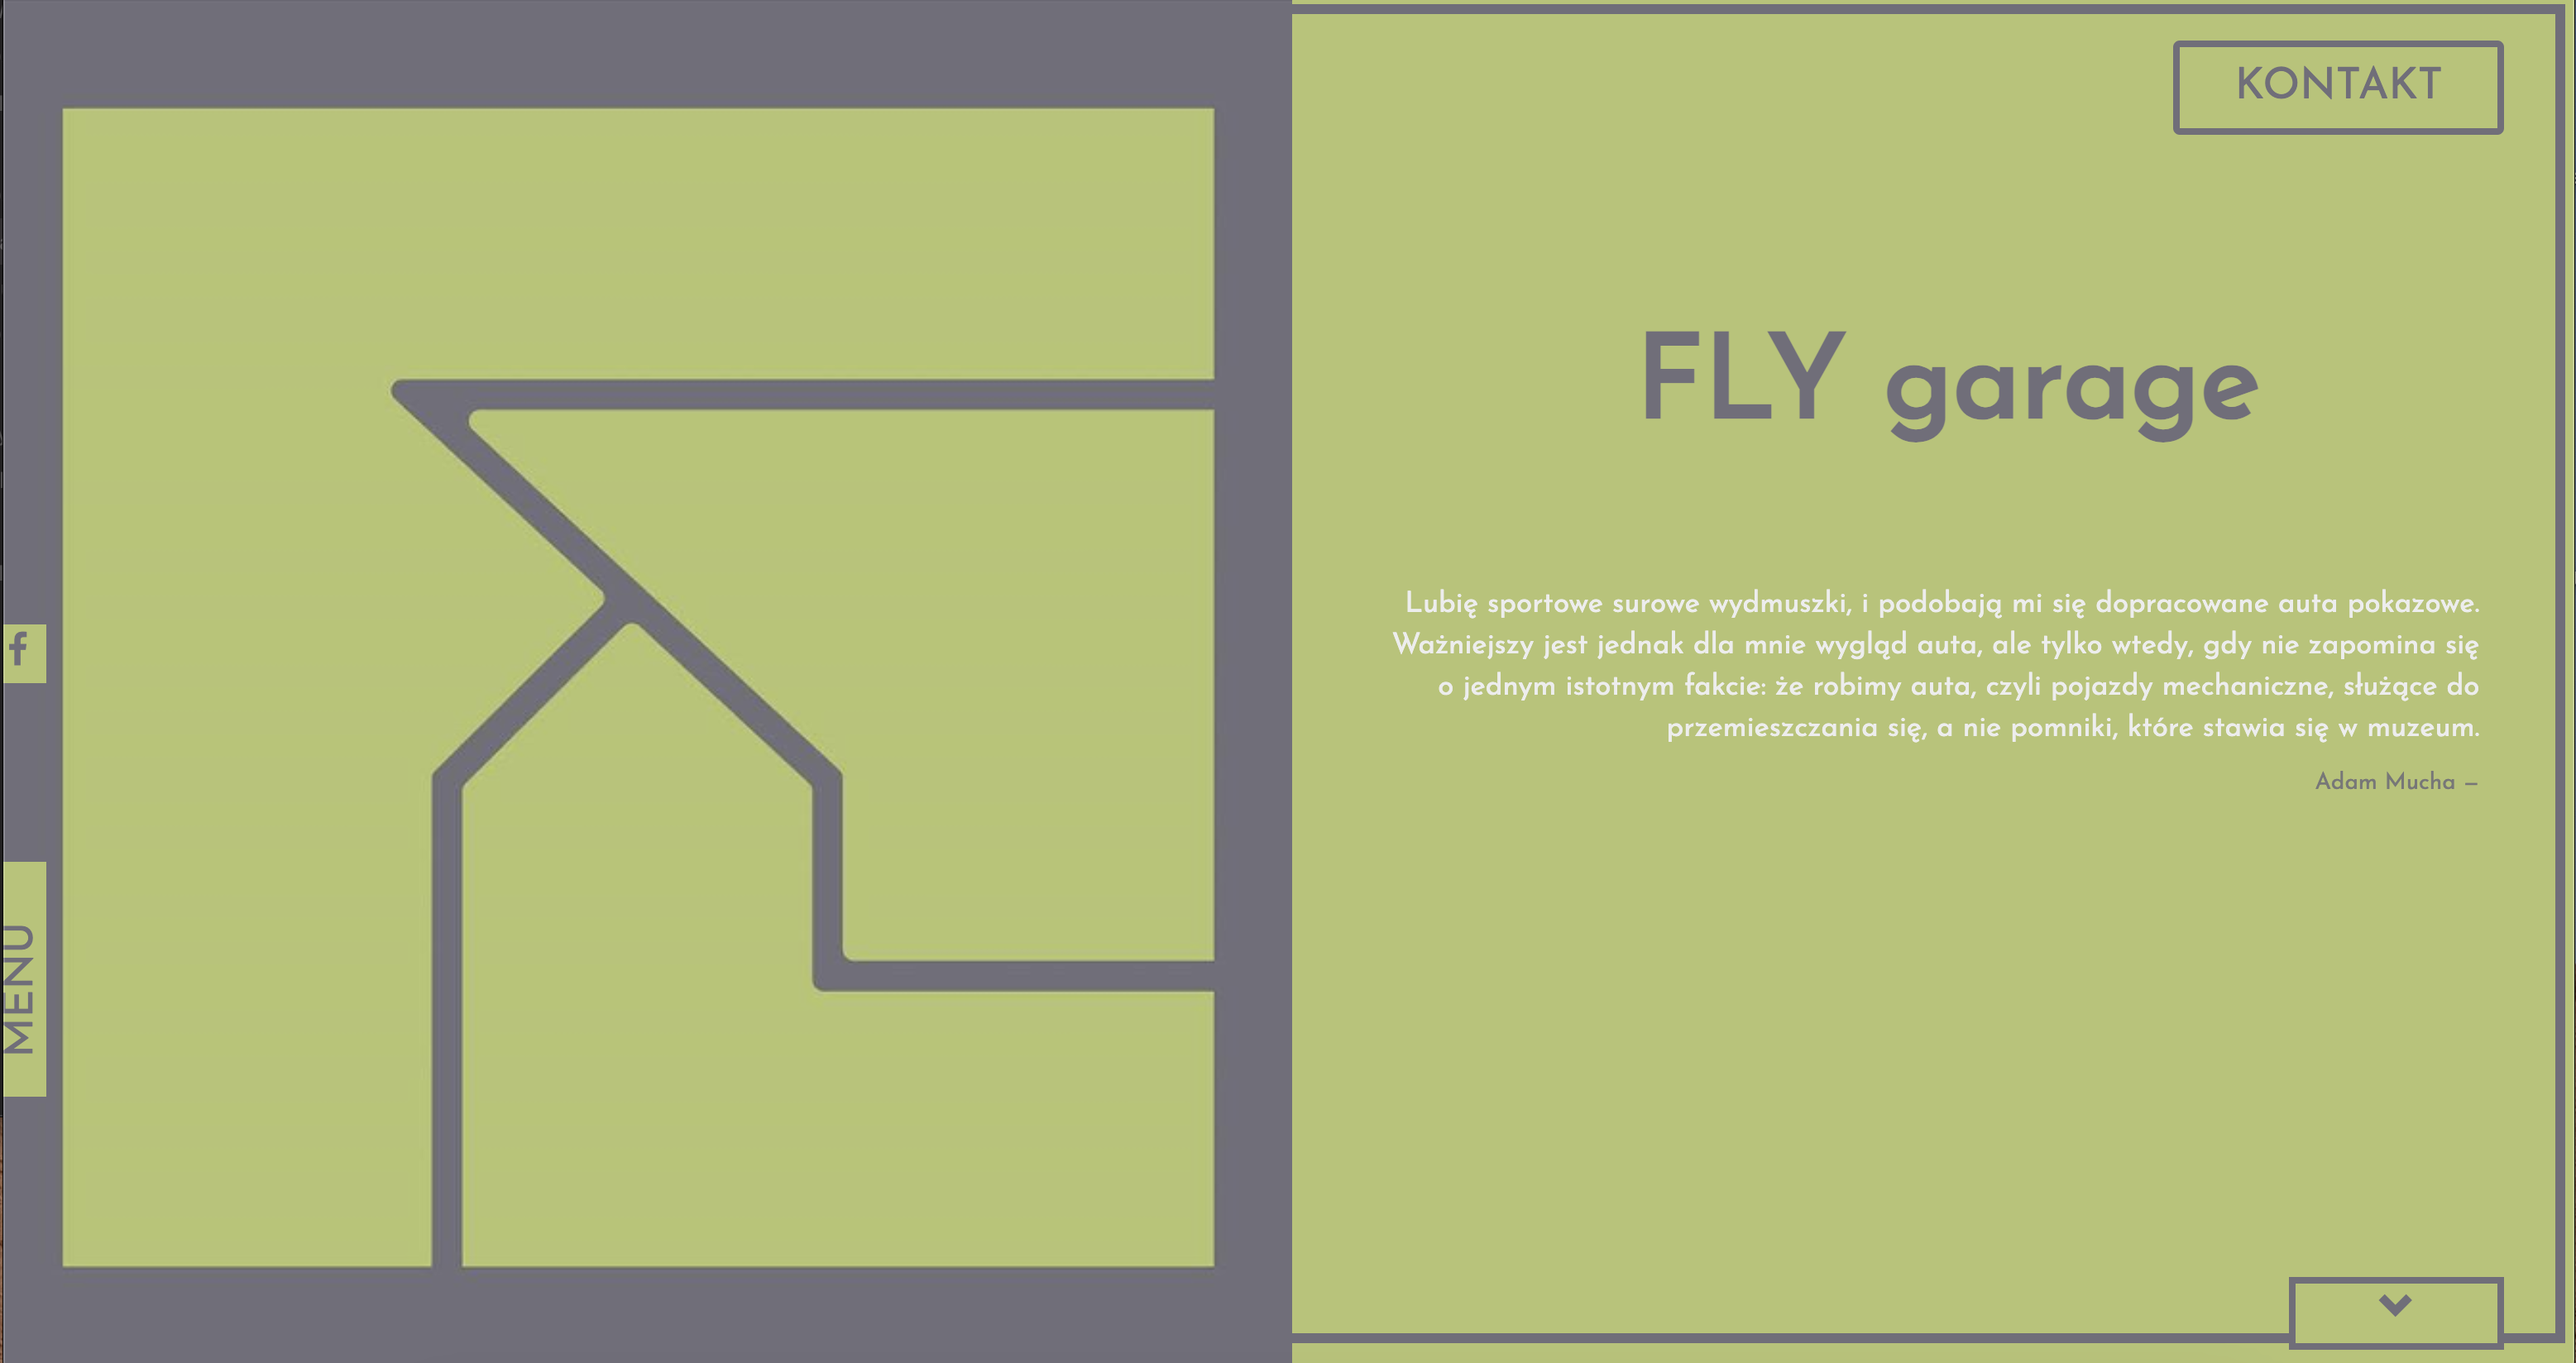 KONTAKT
FLY garage
Lubię sportowe surowe wydmuszki, i podobają mi się dopracowane auta pokazowe.
Ważniejszy jest jednak dla mnie wygląd auta, ale tylko wtedy, gdy nie zapomina się
o jednym istotnym fakcie: że robimy auta, czyli pojazdy mechaniczne, służące do
przemieszczania się, a nie pomniki, które stawia się w muzeum.
Adam Mucha —
f
MENU